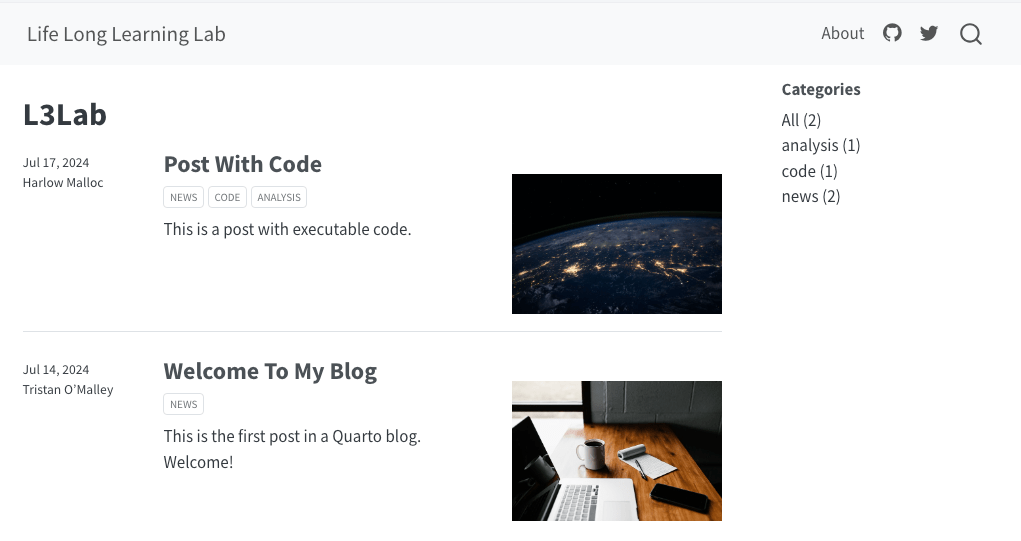 Life Long Learning Lab
About
L3Lab
Jul 17, 2024
Harlow Malloc
Post With Code
NEWS CODE ANALYSIS
This is a post with executable code.
Jul 14, 2024
Tristan O’Malley
Welcome To My Blog
NEWS
This is the first post in a Quarto blog.
Welcome!
Categories
All (2)
analysis (1)
code (1)
news (2)